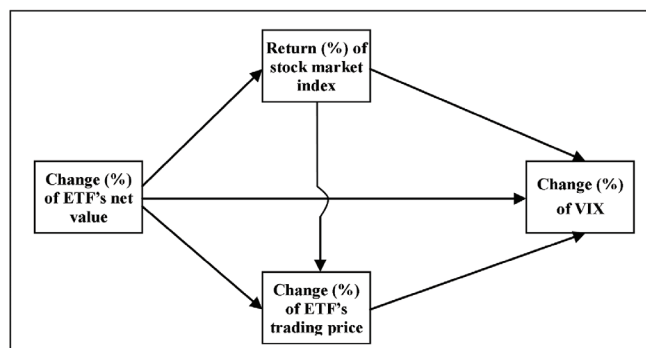 Return (%) of
stock market
index
Change (%)
of ETF's net
value
Change (%)
of VIX
Change (%)
of ETF's
trading price